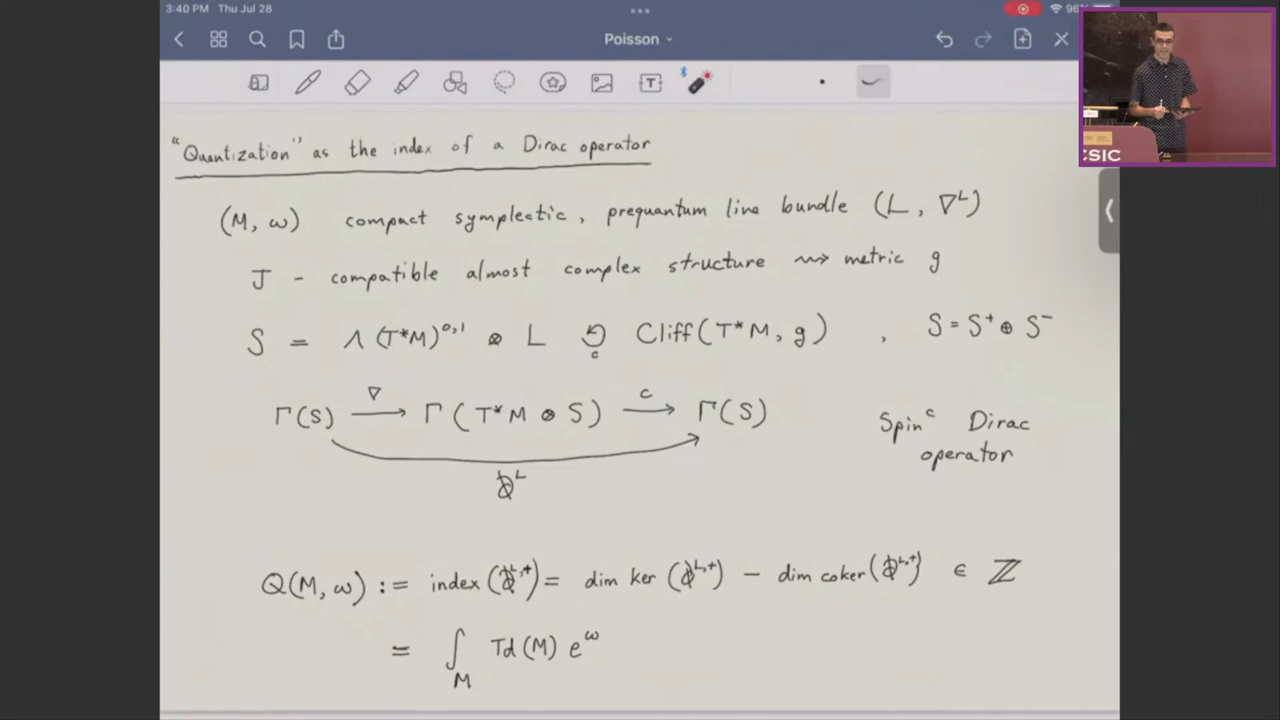 3:40 PM Thu Jul 28
96%
Poisson
"Quantization" as the index of a Dirac operator
(M, ω) compact symplectic, prequantum line bundle (L, ∇^L)
J - compatible almost complex structure ⇝ metric g
S = Λ(T*M)^{0,1} ⊗ L ↺_c Cliff(T*M, g) , S = S⁺ ⊕ S⁻
Γ(S) —∇→ Γ(T*M ⊗ S) —c→ Γ(S)
Spin^c Dirac
operator
∂̸^L
Q(M, ω) := index(∂̸^{L,+}) = dim ker(∂̸^{L,+}) − dim coker(∂̸^{L,+}) ∈ ℤ
= ∫_M Td(M) e^ω
CSIC